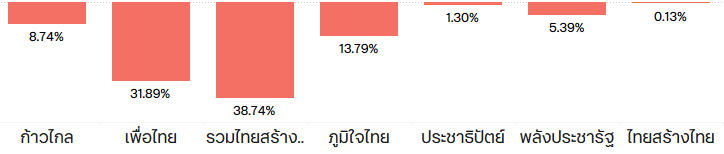 8.74%
31.89%
38.74%
13.79%
1.30%
5.39%
0.13%
ก้าวไกล
เพื่อไทย
รวมไทยสร้าง..
ภูมิใจไทย
ประชาธิปัตย์
พลังประชารัฐ
ไทยสร้างไทย